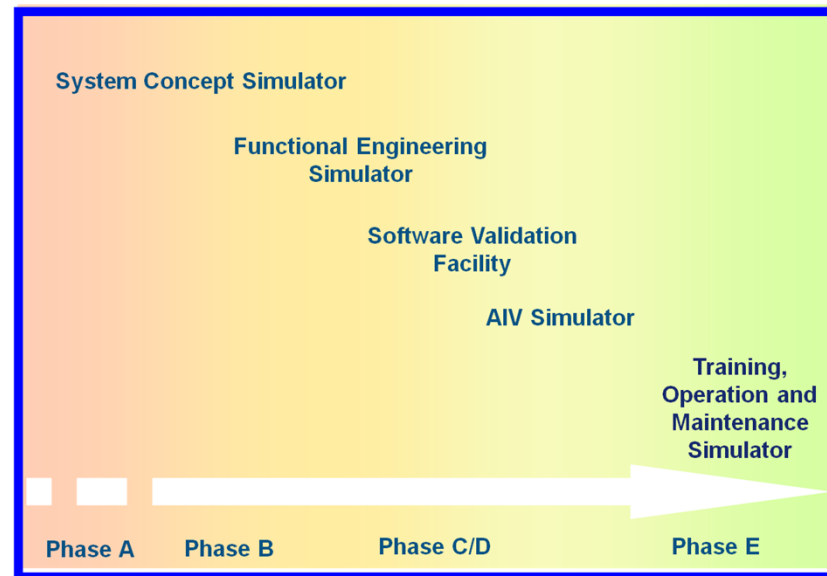 System Concept Simulator
Functional Engineering
Simulator
Software Validation
Facility
AIV Simulator
Training,
Operation and
Maintenance
Simulator
Phase A
Phase B
Phase C/D
Phase E